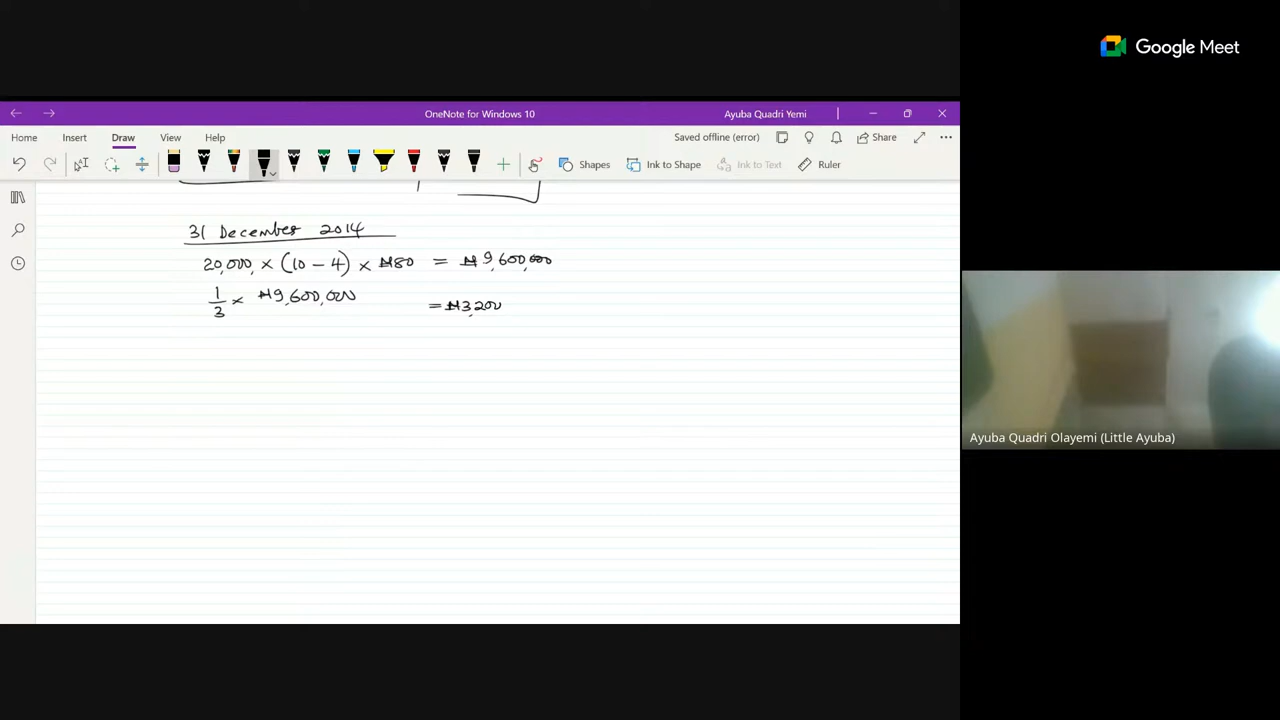 Google Meet
OneNote for Windows 10
Ayuba Quadri Yemi
Home Insert Draw View Help
Saved offline (error)
Share
Shapes
Ink to Shape
Ink to Text
Ruler
31 December 2014
20,000 × (10 – 4) × ₦80 = ₦9,600,000
1/3 × ₦9,600,000 = ₦3,200
Ayuba Quadri Olayemi (Little Ayuba)